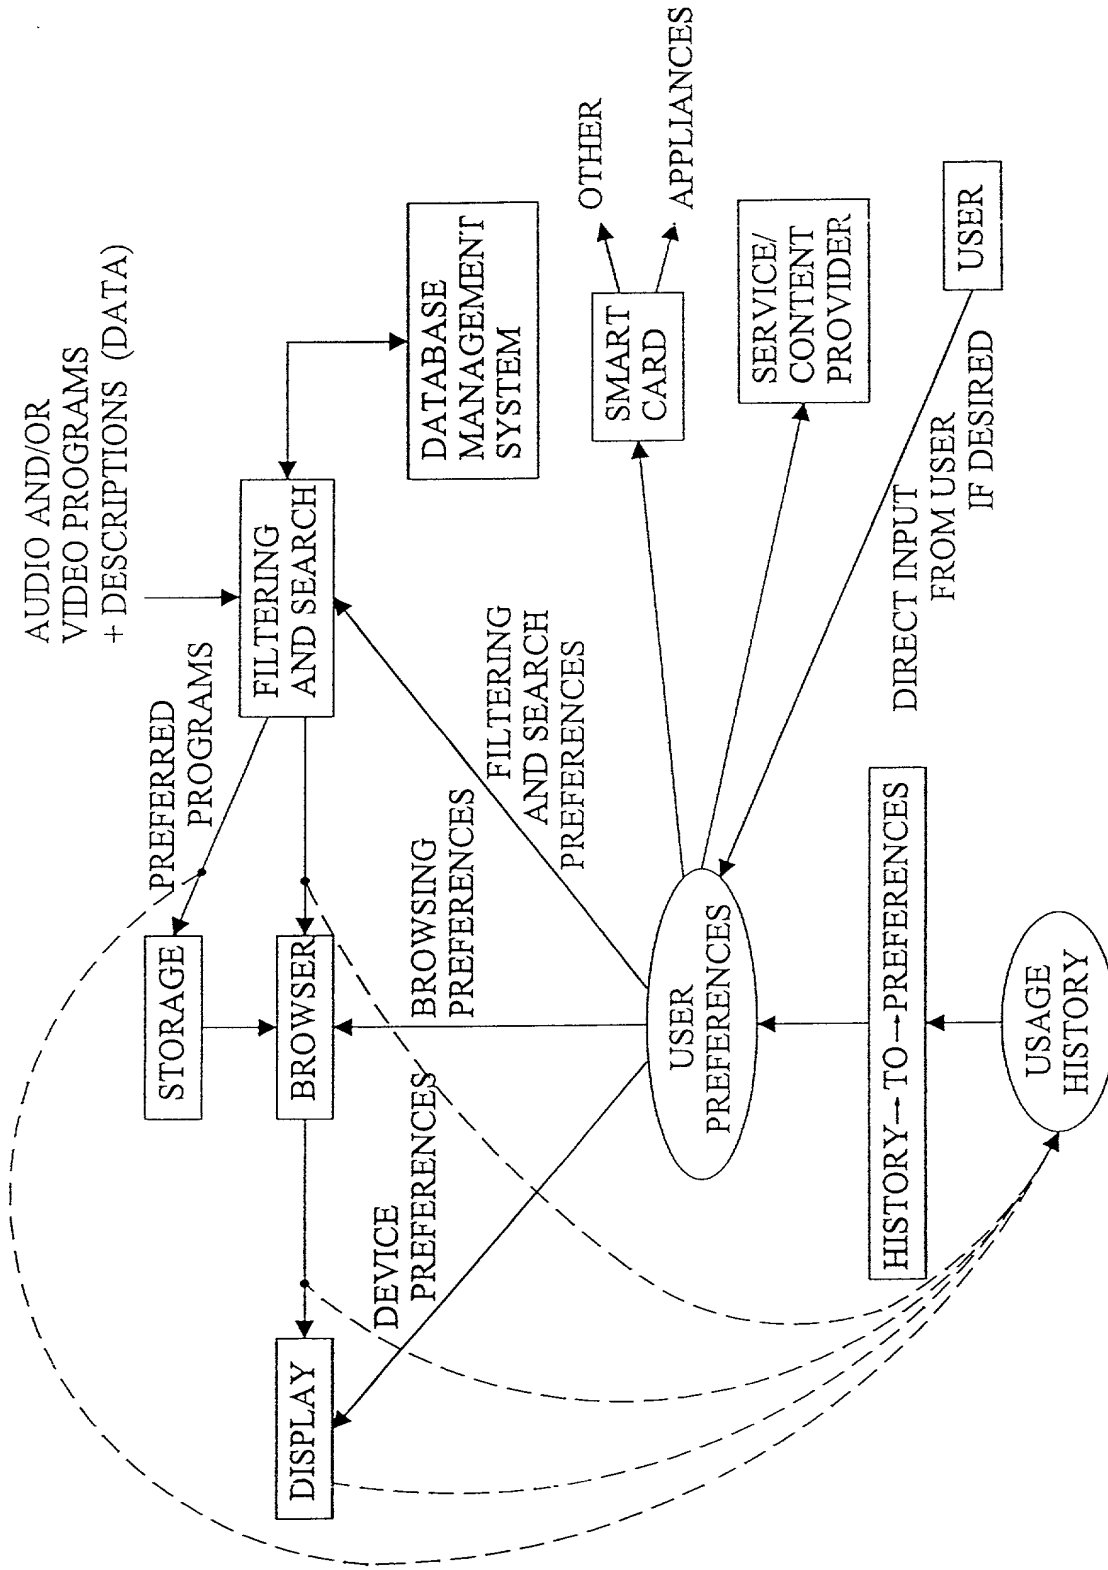 AUDIO AND/OR
VIDEO PROGRAMS
+ DESCRIPTIONS (DATA)
PREFERRED
PROGRAMS
STORAGE
FILTERING
AND SEARCH
DISPLAY
BROWSER
DATABASE
MANAGEMENT
SYSTEM
DEVICE
PREFERENCES
BROWSING
PREFERENCES
FILTERING
AND SEARCH
PREFERENCES
OTHER
SMART
CARD
APPLIANCES
USER
PREFERENCES
SERVICE/
CONTENT
PROVIDER
DIRECT INPUT
FROM USER
IF DESIRED
USER
HISTORY→TO→PREFERENCES
USAGE
HISTORY